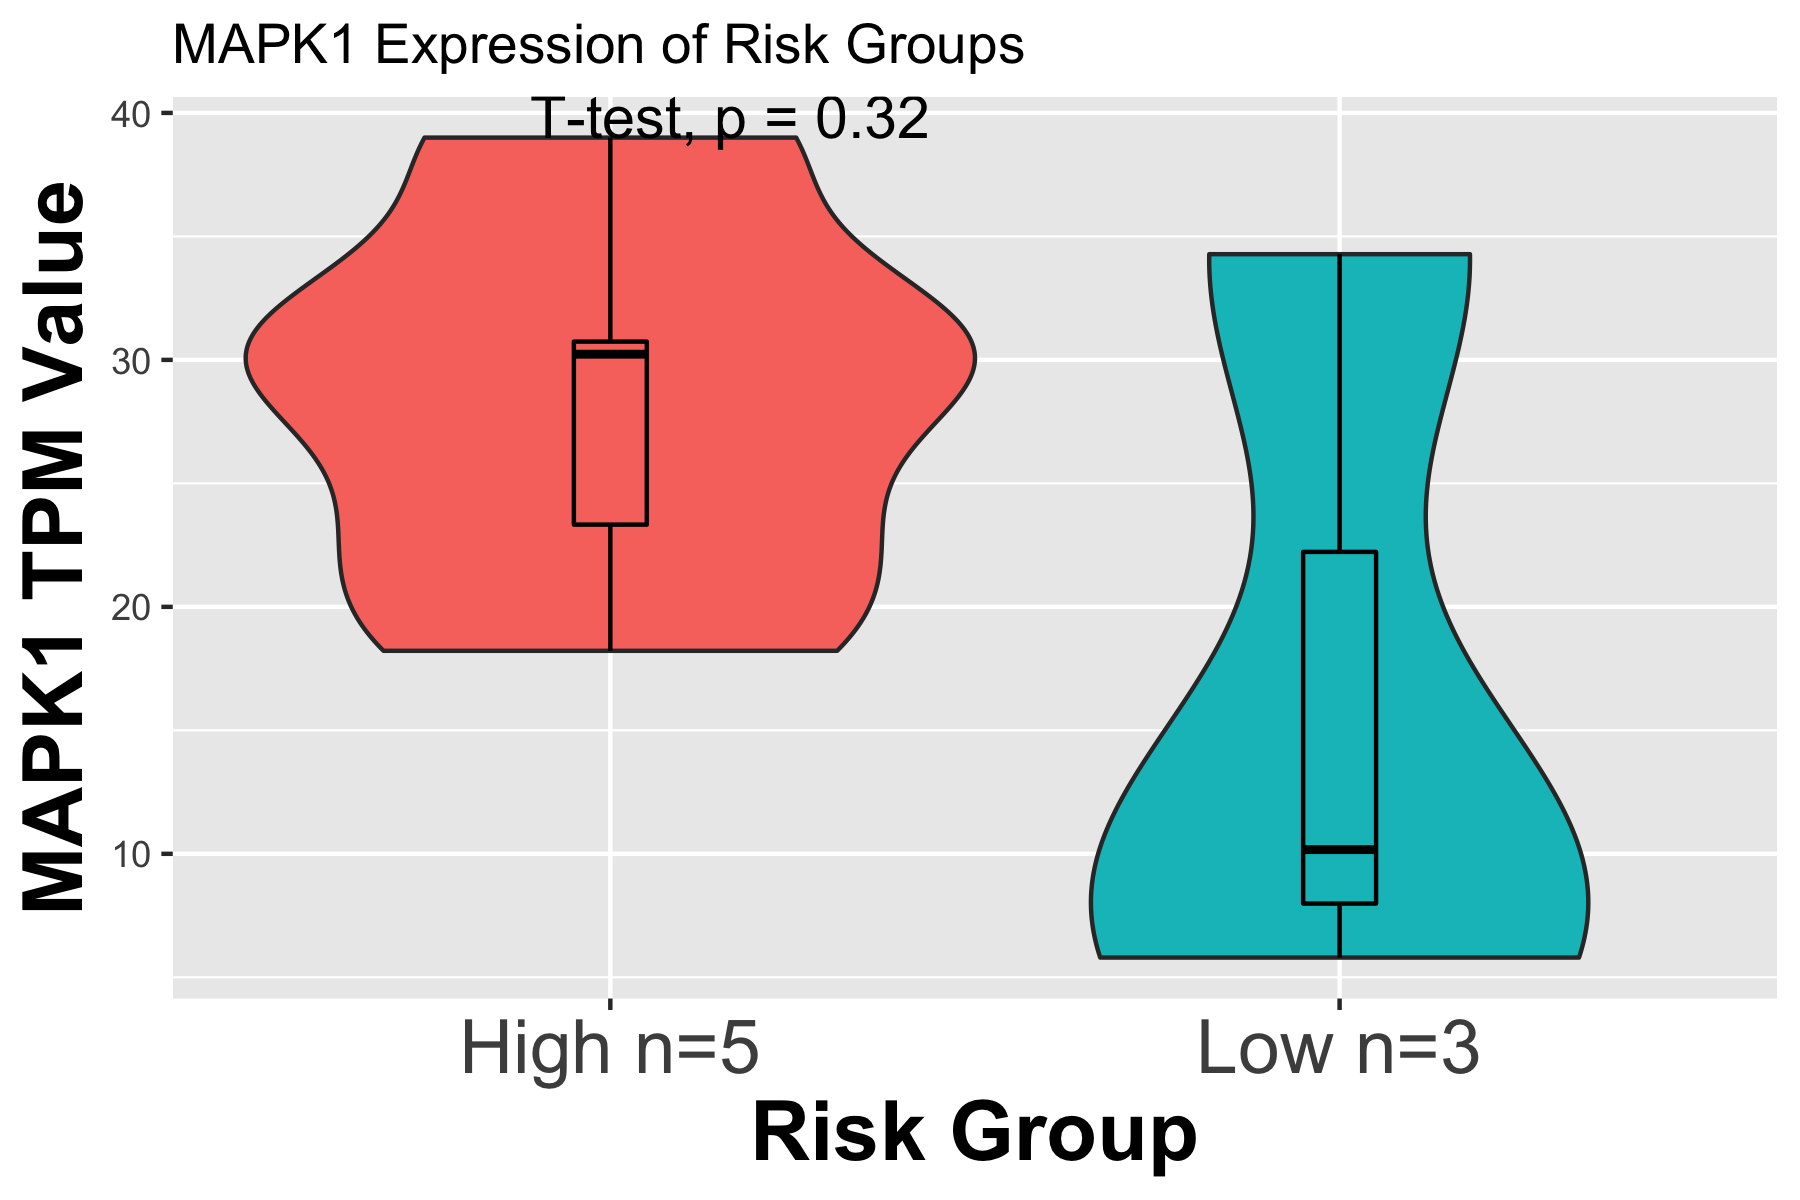 MAPK1 Expression of Risk Groups
T-test, p = 0.32
MAPK1 TPM Value
40
30
20
10
High n=5
Low n=3
Risk Group